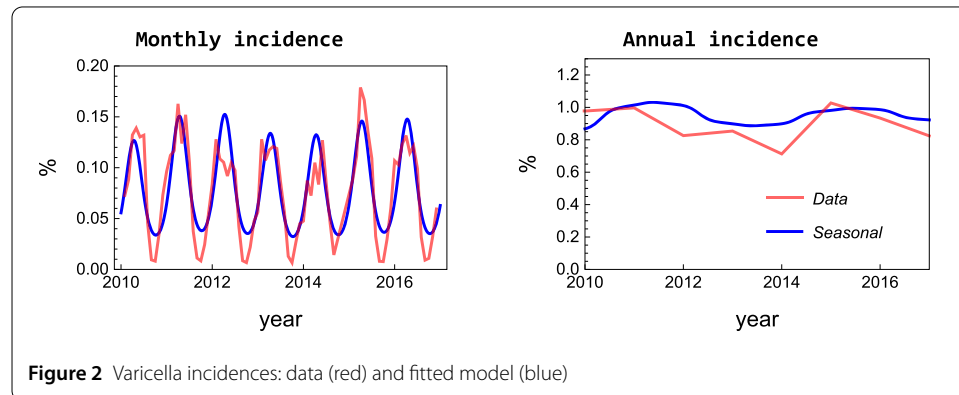 Monthly incidence
0.20
0.15
0.10
0.05
0.00
%
2010 2012 2014 2016
year
Annual incidence
1.2
1.0
0.8
0.6
0.4
0.2
0.0
%
2010 2012 2014 2016
year
Data
Seasonal
Figure 2 Varicella incidences: data (red) and fitted model (blue)